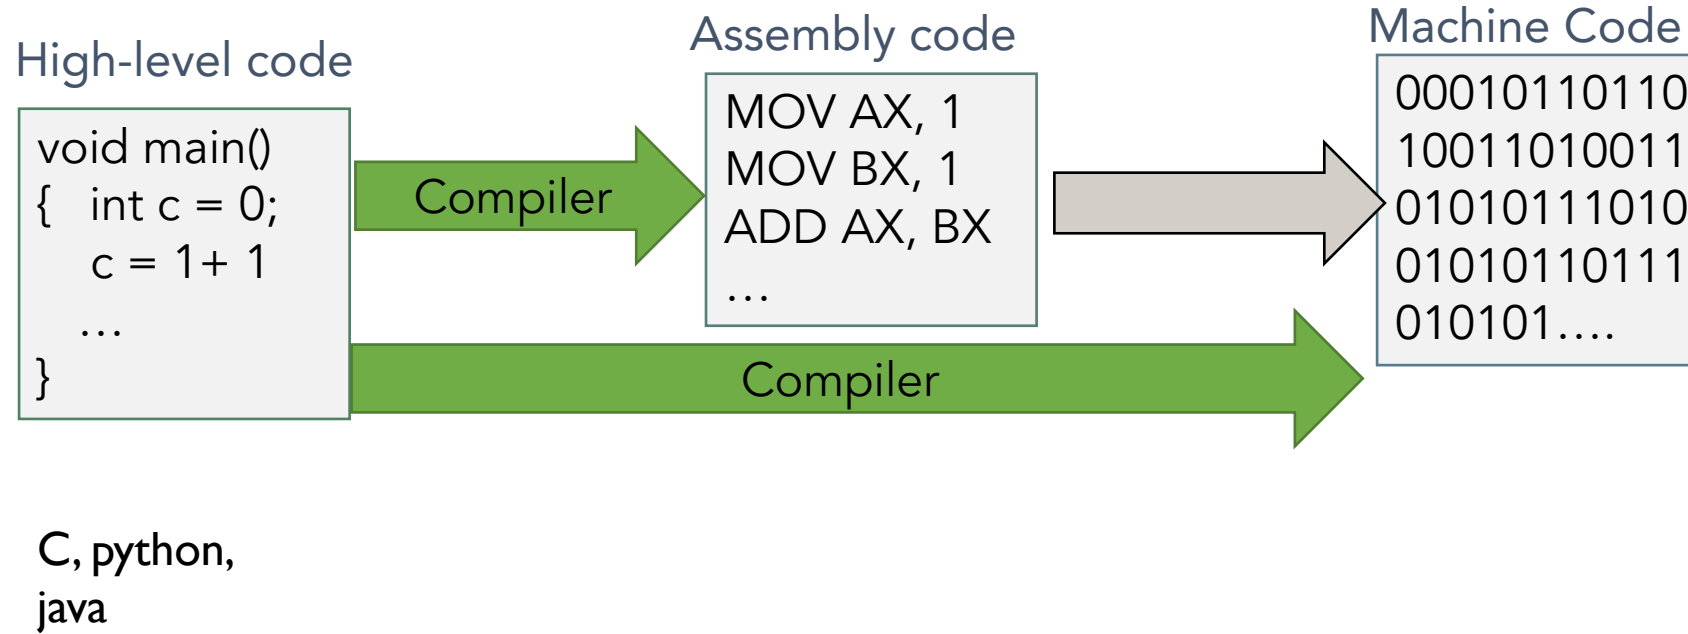 High-level code
void main()
{ int c = 0;
c = 1+ 1
…
}
Compiler
Assembly code
MOV AX, 1
MOV BX, 1
ADD AX, BX
…
Machine Code
00010110110
10011010011
01010111010
01010110111
010101….
Compiler
C, python,
java